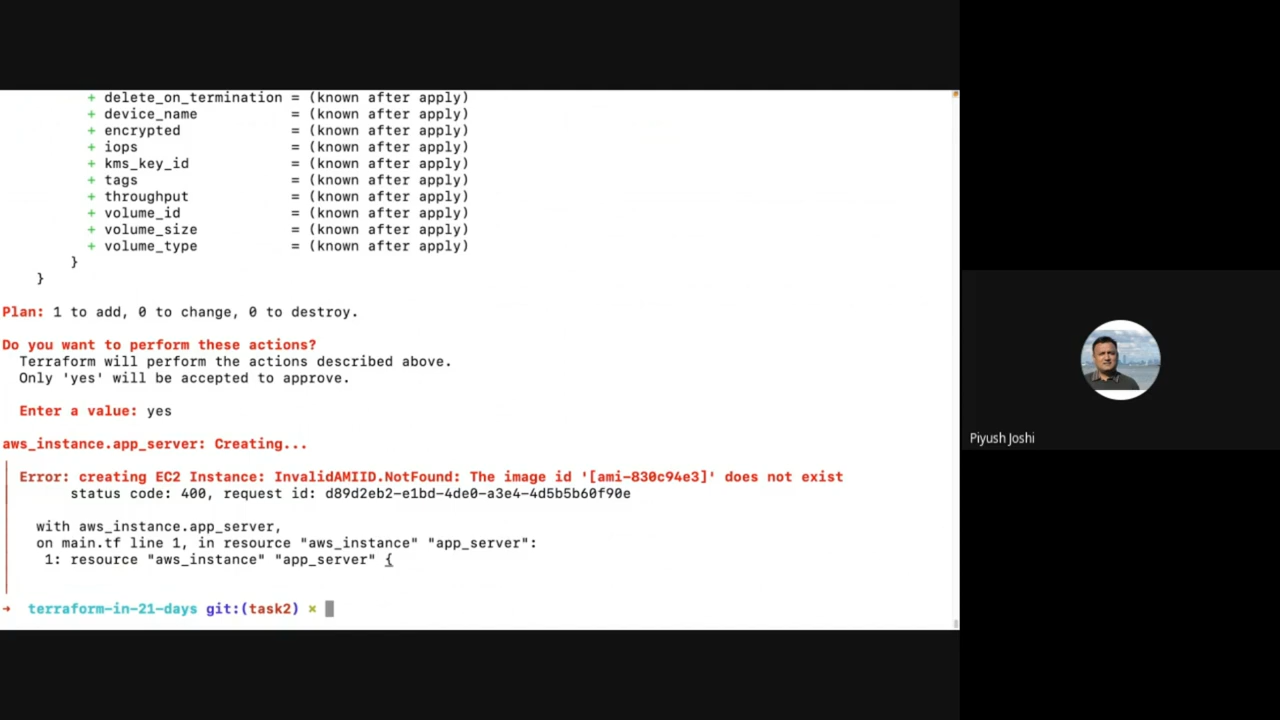 + delete_on_termination = (known after apply)
+ device_name = (known after apply)
+ encrypted = (known after apply)
+ iops = (known after apply)
+ kms_key_id = (known after apply)
+ tags = (known after apply)
+ throughput = (known after apply)
+ volume_id = (known after apply)
+ volume_size = (known after apply)
+ volume_type = (known after apply)
}
}
Plan: 1 to add, 0 to change, 0 to destroy.
Do you want to perform these actions?
Terraform will perform the actions described above.
Only 'yes' will be accepted to approve.
Enter a value: yes
aws_instance.app_server: Creating...
Error: creating EC2 Instance: InvalidAMIID.NotFound: The image id '[ami-830c94e3]' does not exist
status code: 400, request id: d89d2eb2-e1bd-4de0-a3e4-4d5b5b60f90e
with aws_instance.app_server,
on main.tf line 1, in resource "aws_instance" "app_server":
1: resource "aws_instance" "app_server" {
→ terraform-in-21-days git:(task2) ×
Piyush Joshi